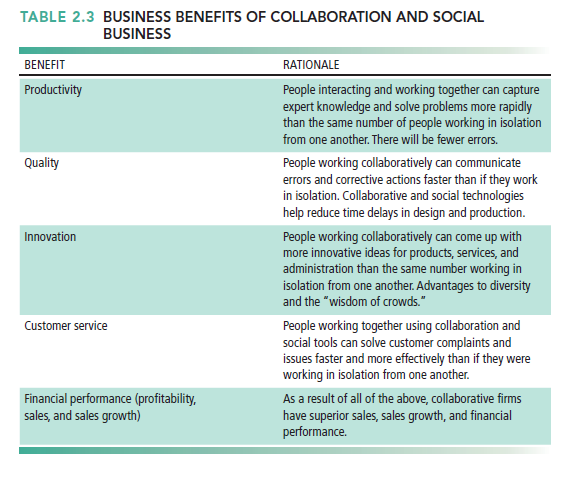 TABLE 2.3 BUSINESS BENEFITS OF COLLABORATION AND SOCIAL
BUSINESS
BENEFIT RATIONALE
Productivity People interacting and working together can capture
expert knowledge and solve problems more rapidly
than the same number of people working in isolation
from one another. There will be fewer errors.
Quality People working collaboratively can communicate
errors and corrective actions faster than if they work
in isolation. Collaborative and social technologies
help reduce time delays in design and production.
Innovation People working collaboratively can come up with
more innovative ideas for products, services, and
administration than the same number working in
isolation from one another. Advantages to diversity
and the “wisdom of crowds.”
Customer service People working together using collaboration and
social tools can solve customer complaints and
issues faster and more effectively than if they were
working in isolation from one another.
Financial performance (profitability, As a result of all of the above, collaborative firms
sales, and sales growth) have superior sales, sales growth, and financial
performance.